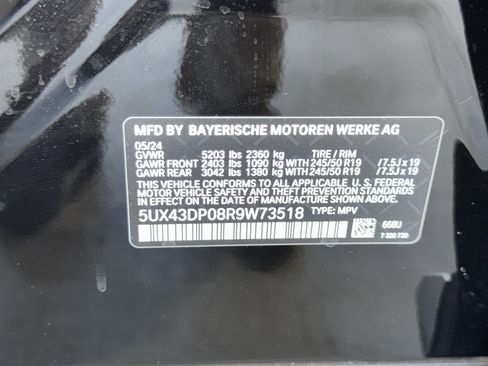 MFD BY BAYERISCHE MOTOREN WERKE AG
05/24
GVWR 5203 lbs 2360 kg TIRE / RIM
GAWR FRONT 2403 lbs 1090 kg WITH 245/50 R19 /7.5J x 19
GAWR REAR 3042 lbs 1380 kg WITH 245/50 R19 /7.5J x 19
THIS VEHICLE CONFORMS TO ALL APPLICABLE U.S. FEDERAL
MOTOR VEHICLE SAFETY AND THEFT PREVENTION STANDARDS
IN EFFECT ON THE DATE OF MANUFACTURE SHOWN ABOVE.
5UX43DP08R9W73518 TYPE: MPV
668U
7 320 730